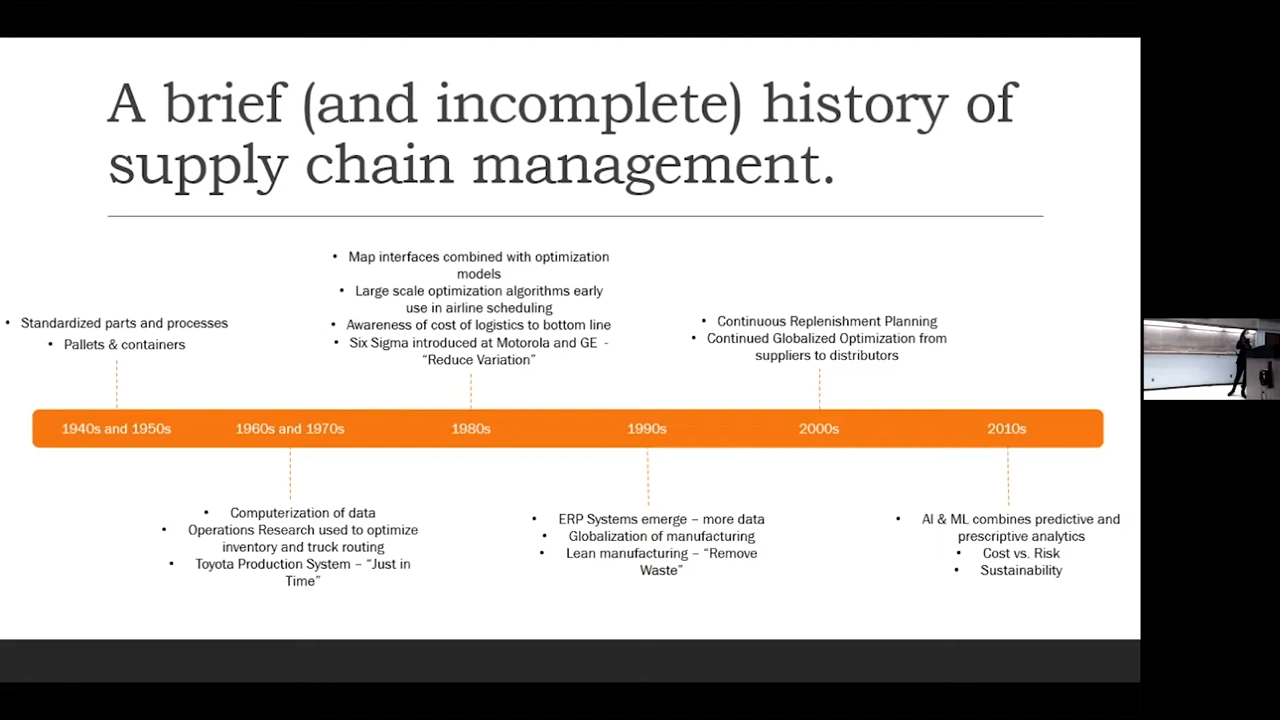 A brief (and incomplete) history of
supply chain management.
• Map interfaces combined with optimization
models
• Large scale optimization algorithms early
use in airline scheduling
• Awareness of cost of logistics to bottom line
• Six Sigma introduced at Motorola and GE -
“Reduce Variation”
• Standardized parts and processes
• Pallets & containers
• Continuous Replenishment Planning
• Continued Globalized Optimization from
suppliers to distributors
1940s and 1950s
1960s and 1970s
1980s
1990s
2000s
2010s
• Computerization of data
• Operations Research used to optimize
inventory and truck routing
• Toyota Production System – “Just in
Time”
• ERP Systems emerge – more data
• Globalization of manufacturing
• Lean manufacturing – “Remove
Waste”
• AI & ML combines predictive and
prescriptive analytics
• Cost vs. Risk
• Sustainability